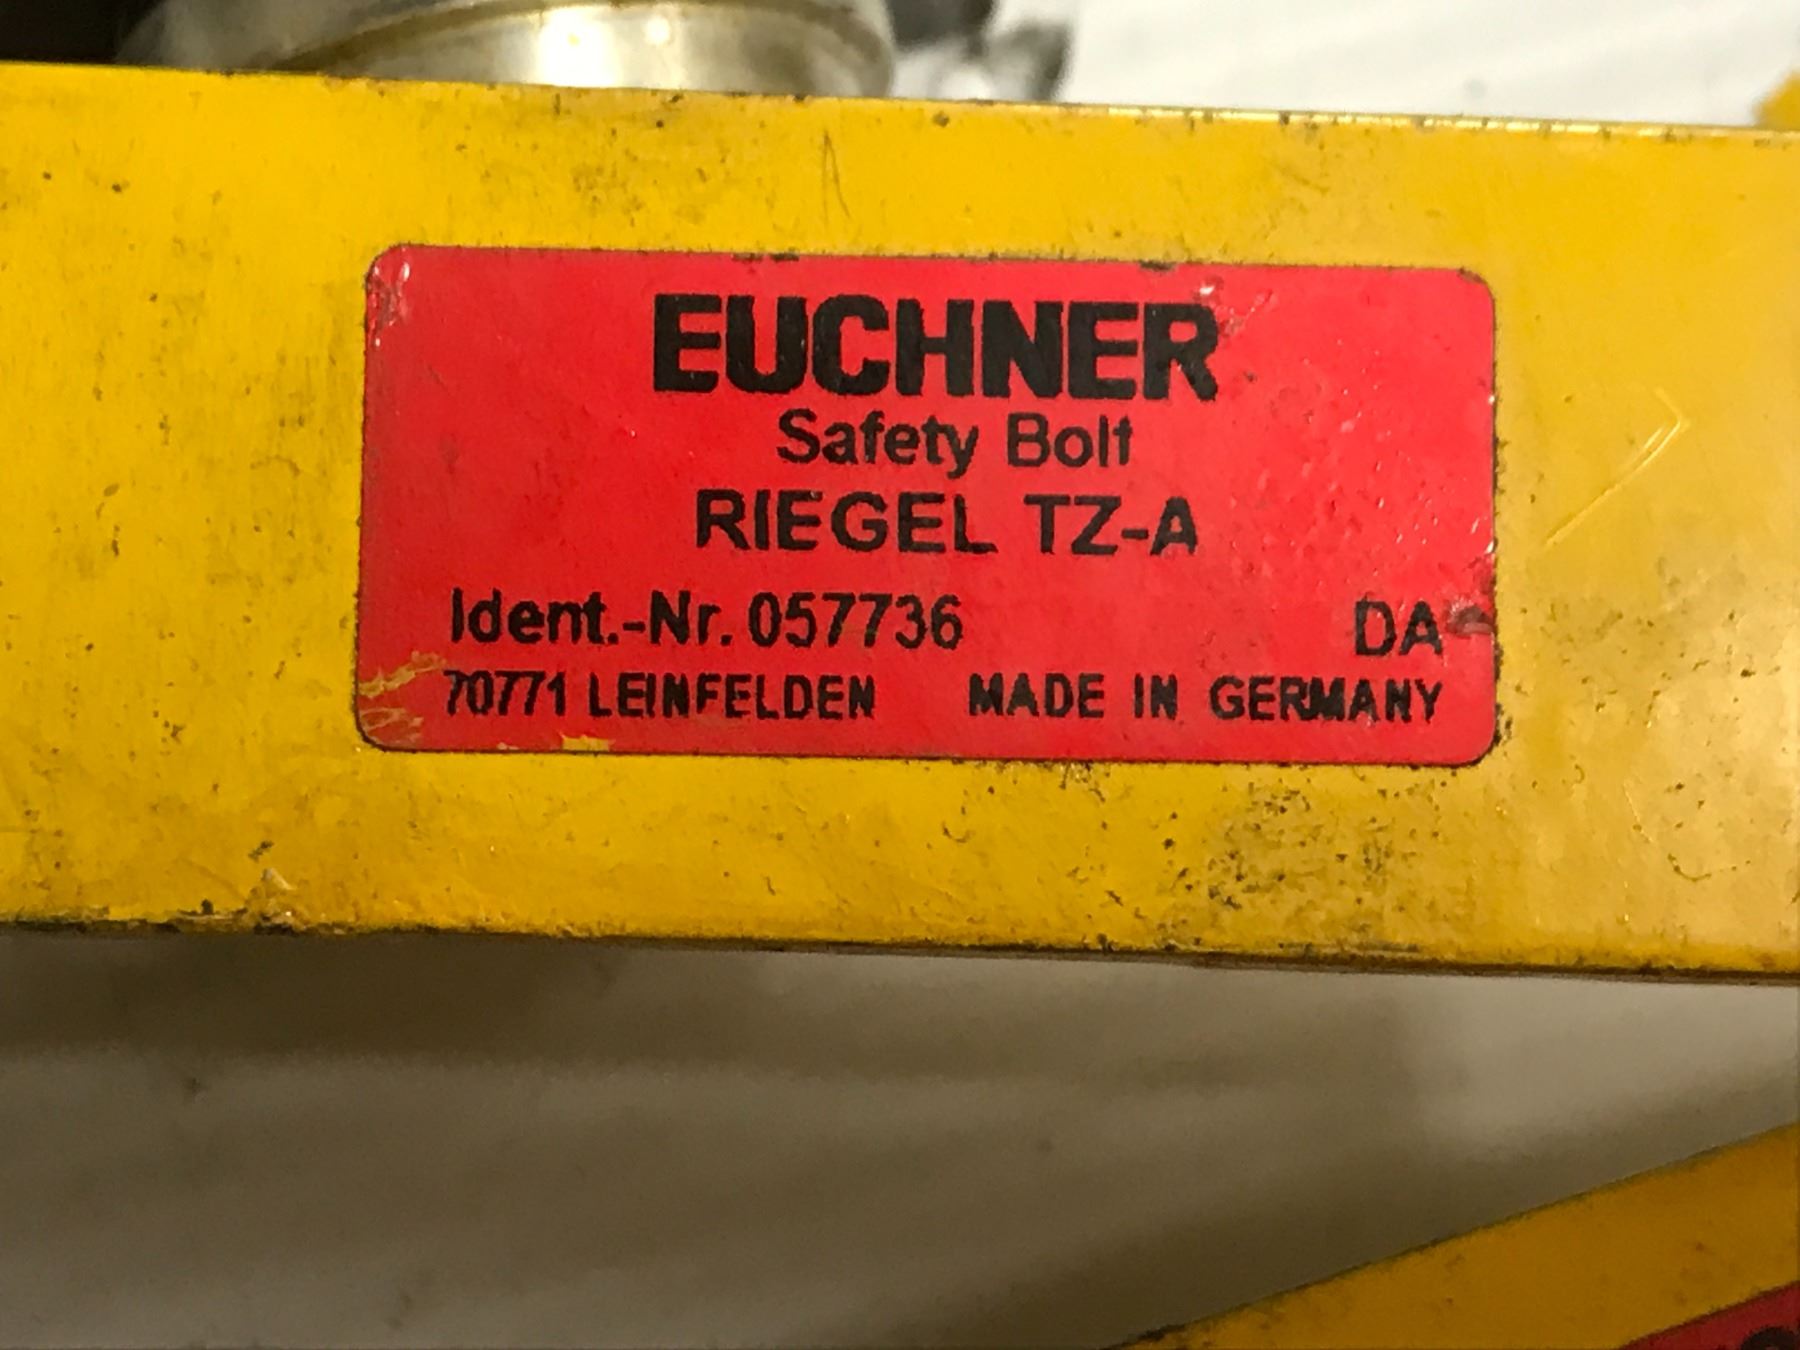 EUCHNER
Safety Bolt
RIEGEL TZ-A
Ident.-Nr. 057736 DA
70771 LEINFELDEN MADE IN GERMANY